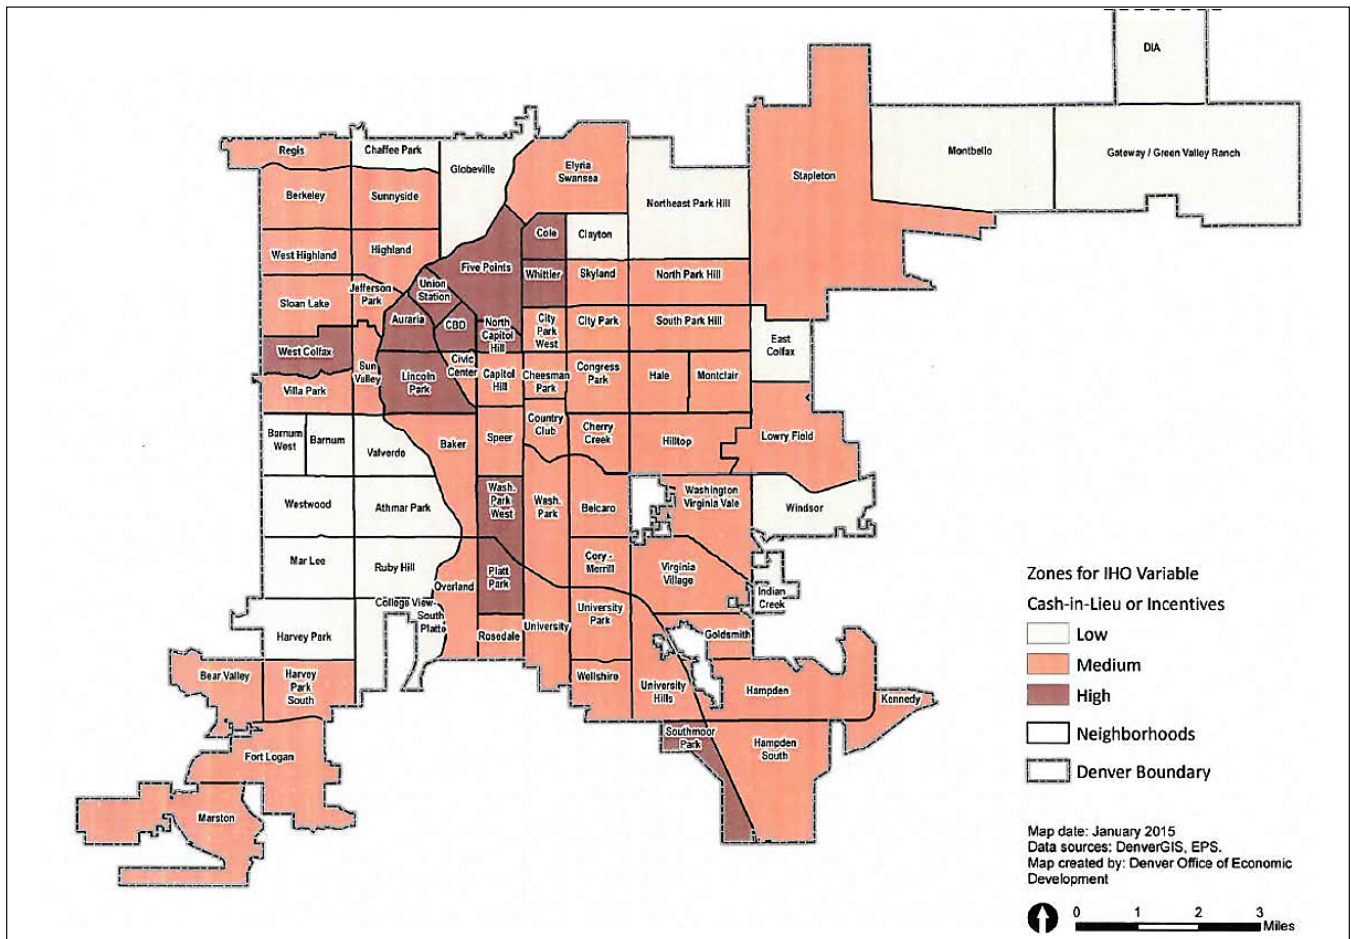 DIA
Montbello
Gateway / Green Valley Ranch
Stapleton
Regis
Chaffee Park
Globeville
Elyria
Swansea
Berkeley
Sunnyside
Northeast Park Hill
Cole
Clayton
West Highland
Highland
Five Points
Whittier
Skyland
North Park Hill
Union
Station
Sloan Lake
Jefferson
Park
Auraria
CBD
North
Capitol
Hill
City
Park
West
City Park
South Park Hill
East
Colfax
West Colfax
Sun
Valley
Civic
Center
Villa Park
Lincoln
Park
Capitol
Hill
Cheesman
Park
Congress
Park
Hale
Montclair
Barnum
West
Barnum
Valverde
Baker
Speer
Country
Club
Cherry
Creek
Hilltop
Lowry Field
Westwood
Athmar Park
Wash.
Park
West
Wash.
Park
Belcaro
Washington
Virginia Vale
Windsor
Mar Lee
Ruby Hill
Overland
Platt
Park
Cory -
Merrill
Virginia
Village
Indian
Creek
College View-
South
Platte
Harvey Park
Rosedale
University
University
Park
Goldsmith
Bear Valley
Harvey
Park
South
Wellshire
University
Hills
Hampden
Kennedy
Southmoor
Park
Hampden
South
Fort Logan
Marston
Zones for IHO Variable
Cash-in-Lieu or Incentives
Low
Medium
High
Neighborhoods
Denver Boundary
Map date: January 2015
Data sources: DenverGIS, EPS.
Map created by: Denver Office of Economic
Development
0 1 2 3
Miles